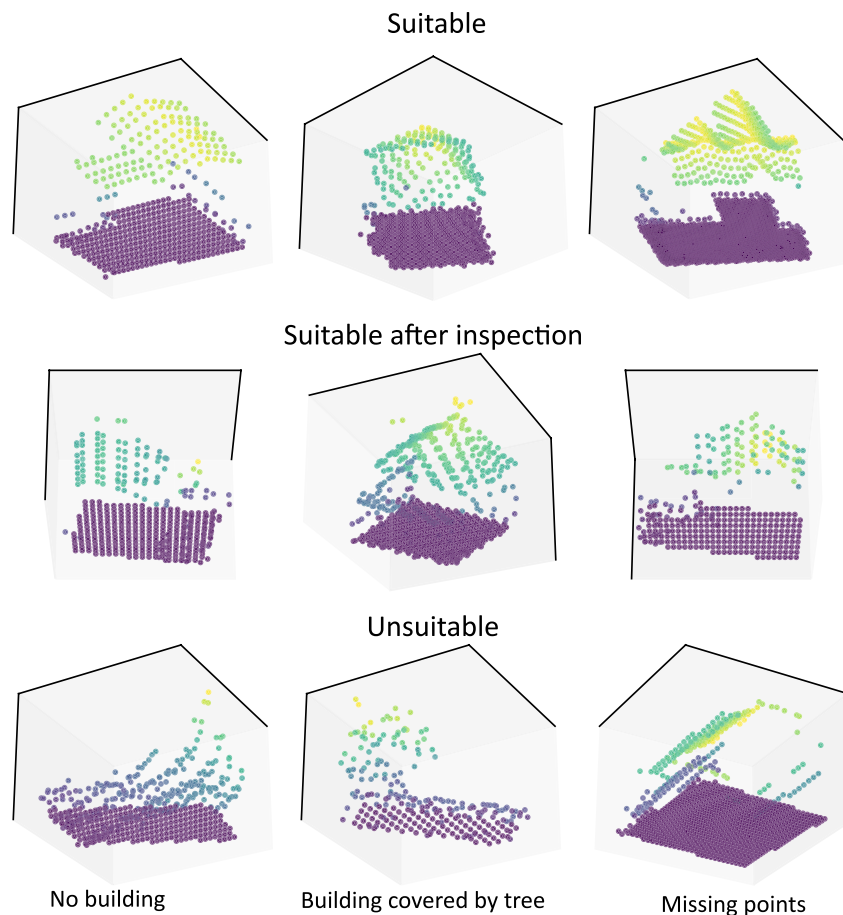 Suitable
Suitable after inspection
Unsuitable
No building
Building covered by tree
Missing points